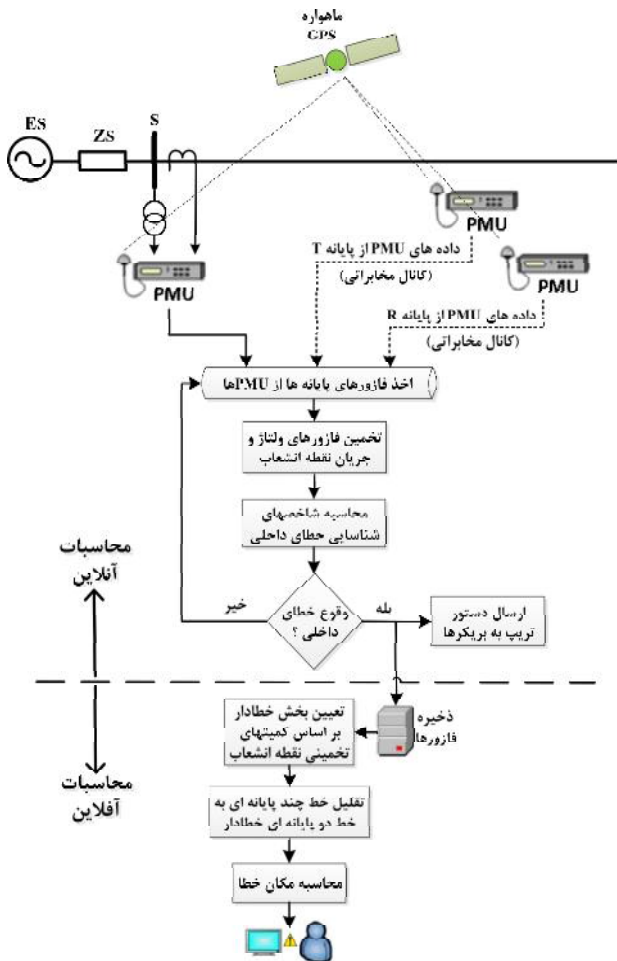 ماهواره
GPS
ES
ZS
S
PMU
PMU
PMU
داده های PMU از پایانه T
(کانال مخابراتی)
داده های PMU از پایانه R
(کانال مخابراتی)
اخذ فازورهای پایانه ها از PMUها
تخمین فازورهای ولتاژ و
جریان نقطه انشعاب
محاسبه شاخصهای
شناسایی خطای داخلی
وقوع خطای
داخلی ؟
خیر
بله
ارسال دستور
تریپ به بریکرها
محاسبات
آنلاین
ذخیره
فازورها
تعیین بخش خطادار
بر اساس کمیتهای
تخمینی نقطه انشعاب
محاسبات
آفلاین
تقلیل خط چند پایانه ای به
خط دو پایانه ای خطادار
محاسبه مکان خطا